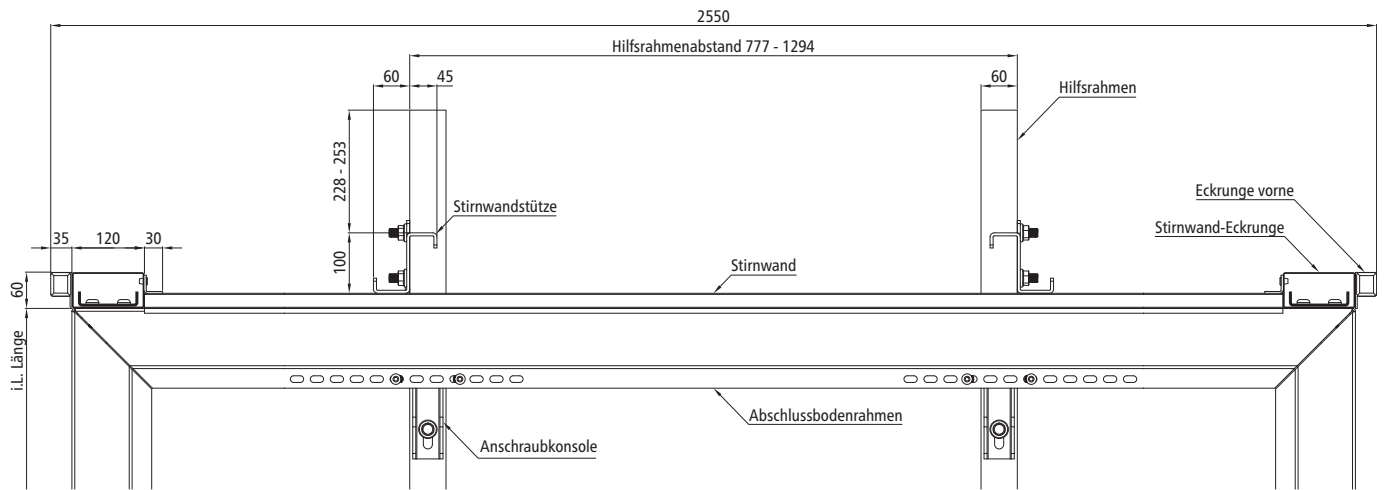 2550
Hilfsrahmenabstand 777 - 1294
60
45
60
Hilfsrahmen
228 - 253
Eckrunge vorne
Stirnwandstütze
Stirnwand-Eckrunge
35
120
30
100
Stirnwand
60
i.L. Länge
Abschlussbodenrahmen
Anschraubkonsole